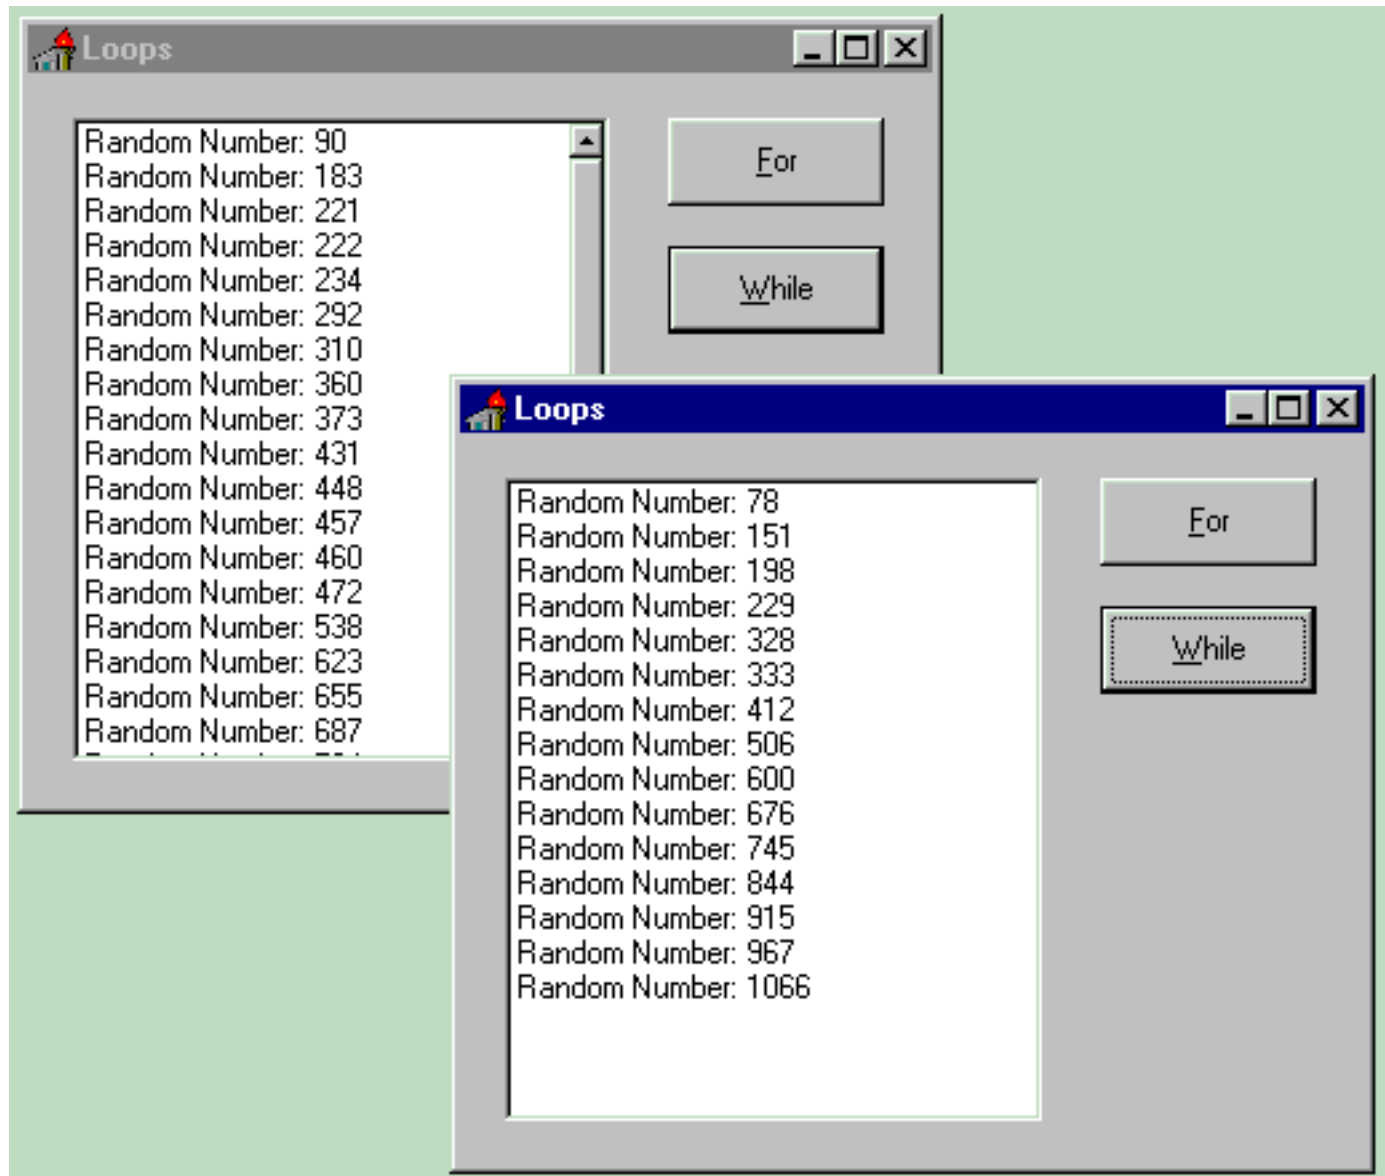 Loops
Random Number: 90
Random Number: 183
Random Number: 221
Random Number: 222
Random Number: 234
Random Number: 292
Random Number: 310
Random Number: 360
Random Number: 373
Random Number: 431
Random Number: 448
Random Number: 457
Random Number: 460
Random Number: 472
Random Number: 538
Random Number: 623
Random Number: 655
Random Number: 687
For
While
Loops
Random Number: 78
Random Number: 151
Random Number: 198
Random Number: 229
Random Number: 328
Random Number: 333
Random Number: 412
Random Number: 506
Random Number: 600
Random Number: 676
Random Number: 745
Random Number: 844
Random Number: 915
Random Number: 967
Random Number: 1066
For
While